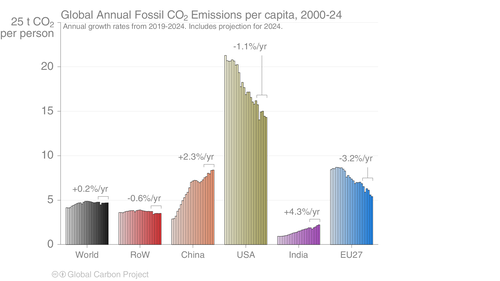 Global Annual Fossil CO₂ Emissions per capita, 2000-24
25 t CO₂
per person
Annual growth rates from 2019-2024. Includes projection for 2024.
20
15
10
5
0
+0.2%/yr
-0.6%/yr
+2.3%/yr
-1.1%/yr
+4.3%/yr
-3.2%/yr
World
RoW
China
USA
India
EU27
Global Carbon Project